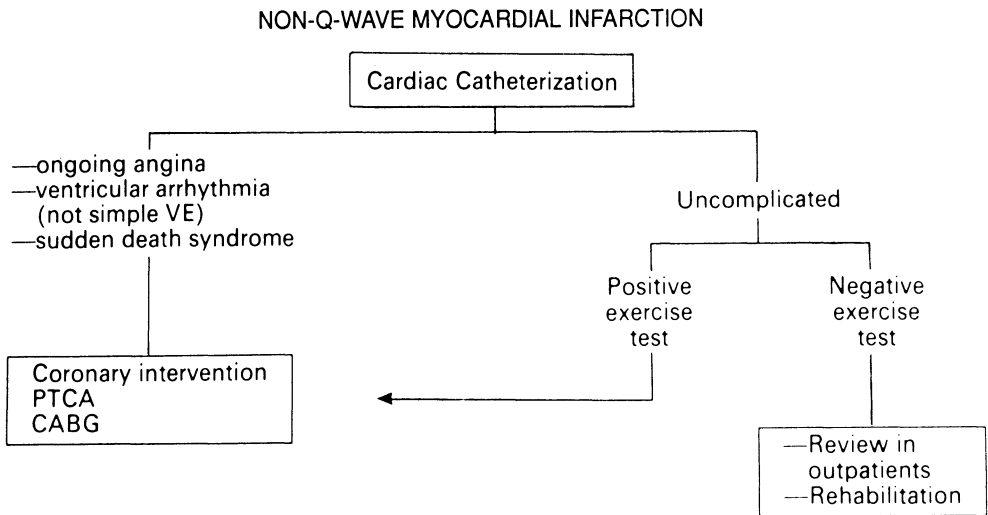 NON-Q-WAVE MYOCARDIAL INFARCTION
Cardiac Catheterization
—ongoing angina
—ventricular arrhythmia
(not simple VE)
—sudden death syndrome
Uncomplicated
Positive
exercise
test
Negative
exercise
test
Coronary intervention
PTCA
CABG
—Review in
outpatients
—Rehabilitation